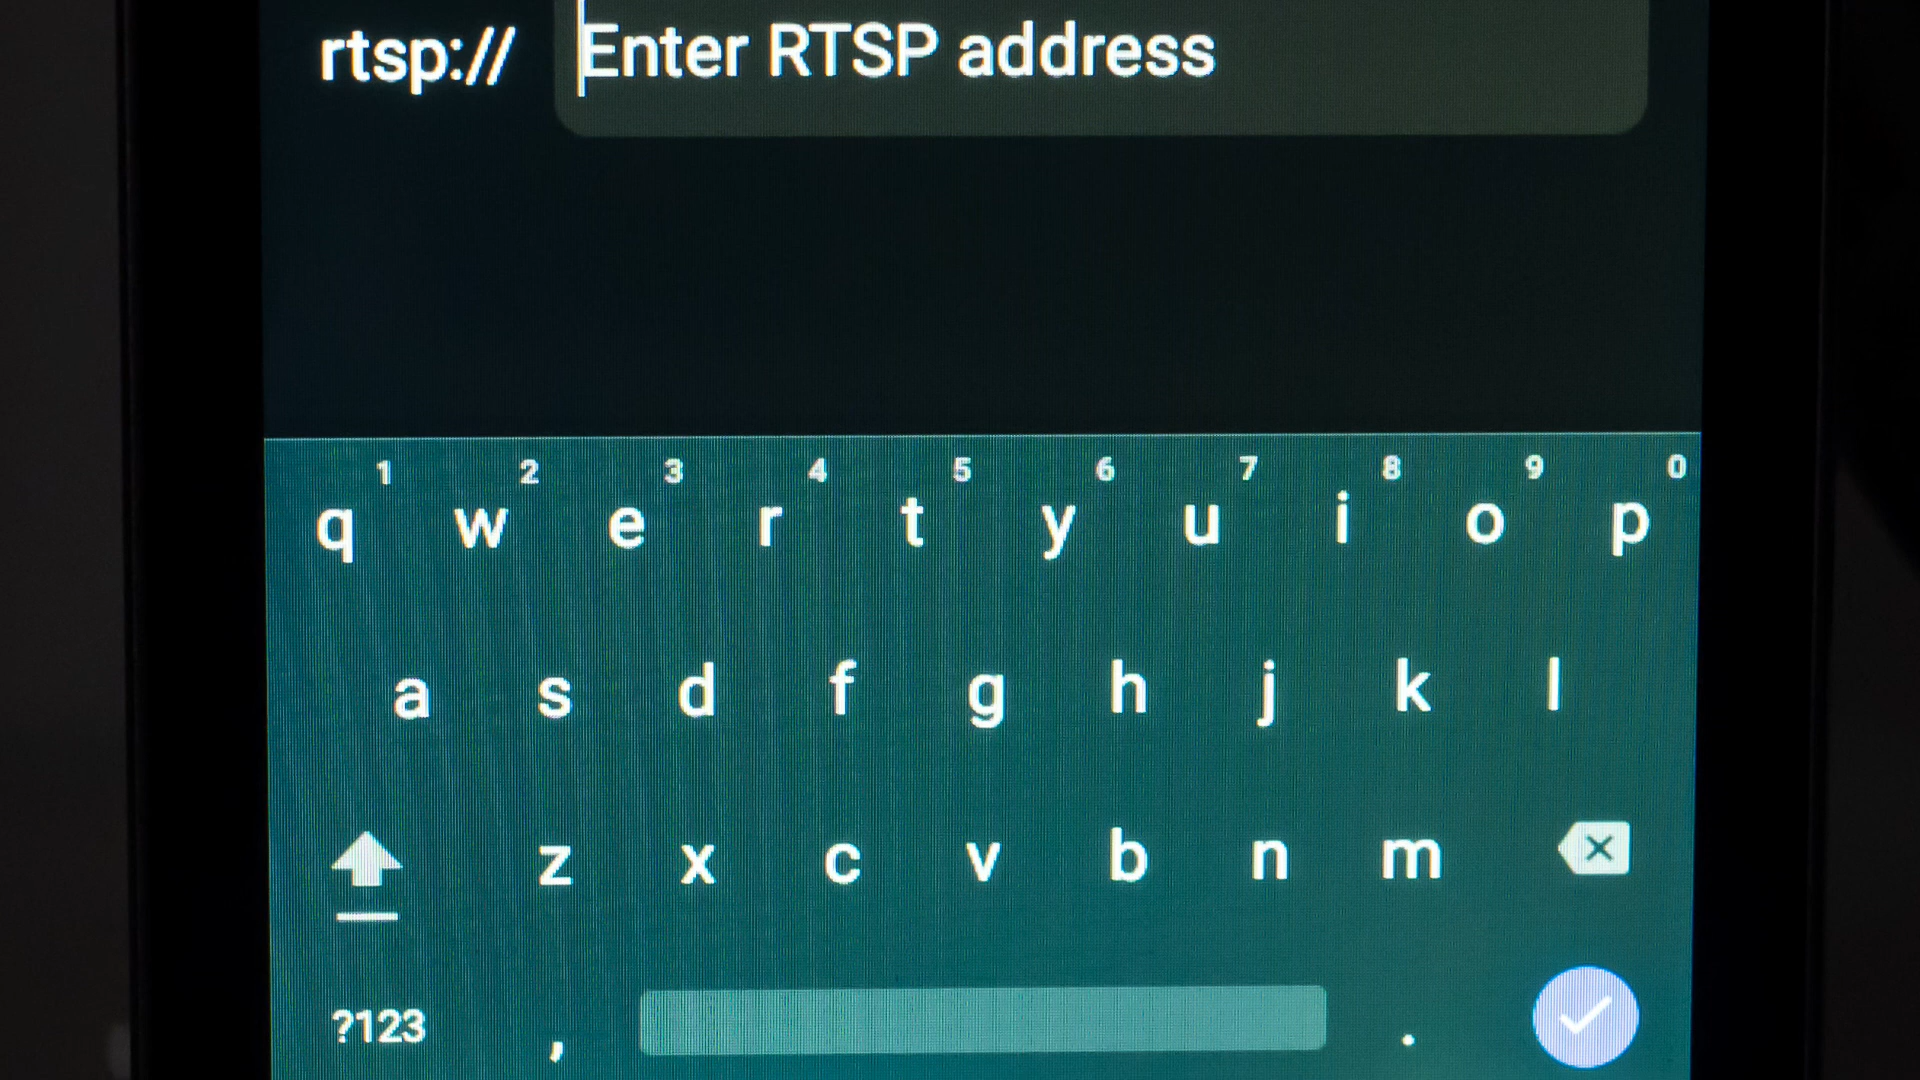 rtsp:// Enter RTSP address
1 2 3 4 5 6 7 8 9 0
q w e r t y u i o p
a s d f g h j k l
z x c v b n m
?123 , .